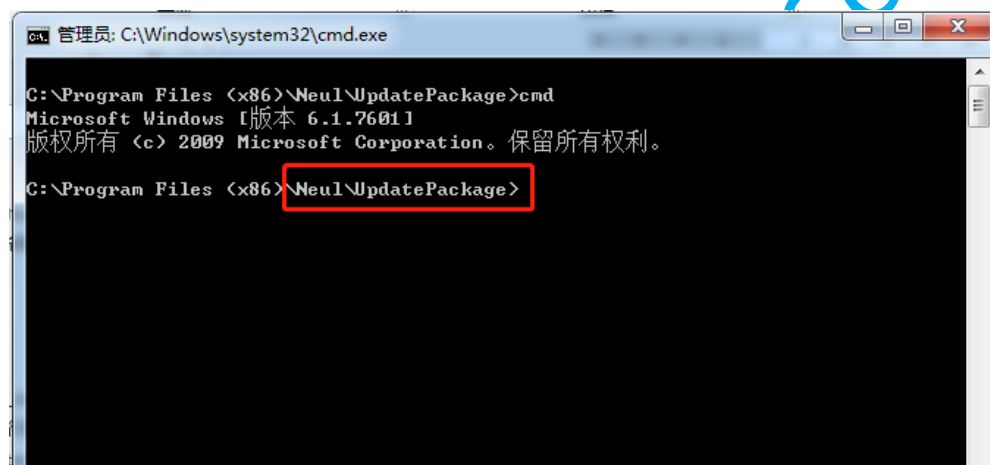 管理员: C:\Windows\system32\cmd.exe
C:\Program Files (x86)\Neul\UpdatePackage>cmd
Microsoft Windows [版本 6.1.7601]
版权所有 (c) 2009 Microsoft Corporation。保留所有权利。
C:\Program Files (x86)\Neul\UpdatePackage>